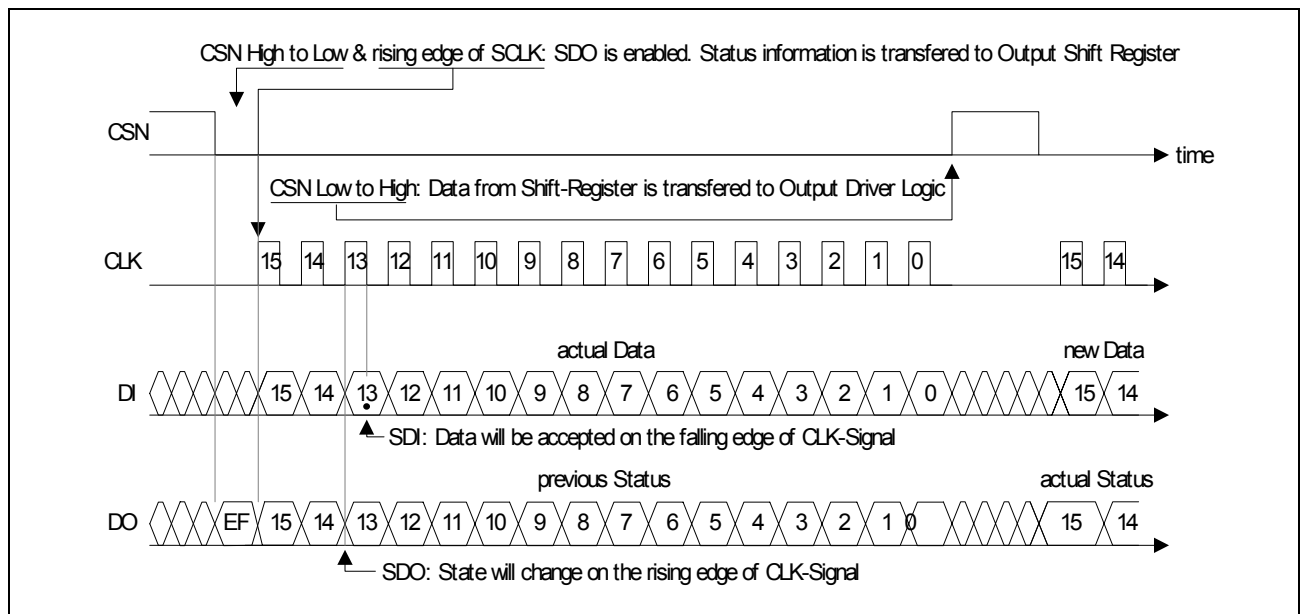 CSN High to Low & rising edge of SCLK: SDO is enabled. Status information is transfered to Output Shift Register
CSN
time
CSN Low to High: Data from Shift-Register is transfered to Output Driver Logic
CLK 15 14 13 12 11 10 9 8 7 6 5 4 3 2 1 0 15 14
actual Data new Data
DI 15 14 13 12 11 10 9 8 7 6 5 4 3 2 1 0 15 14
SDI: Data will be accepted on the falling edge of CLK-Signal
previous Status actual Status
DO EF 15 14 13 12 11 10 9 8 7 6 5 4 3 2 1 0 15 14
SDO: State will change on the rising edge of CLK-Signal